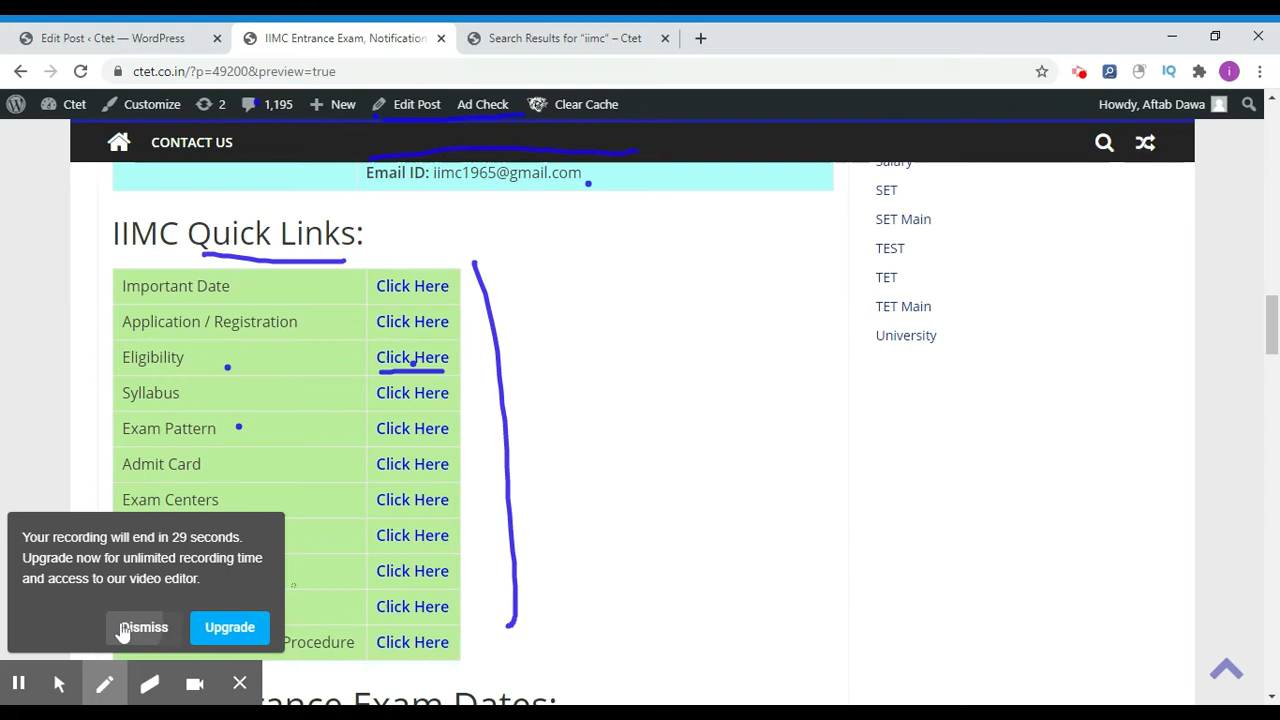 Edit Post ‹ Ctet — WordPress
IIMC Entrance Exam, Notification
Search Results for “iimc” – Ctet
ctet.co.in/?p=49200&preview=true
IQ
i
Ctet
Customize
2
1,195
New
Edit Post
Ad Check
Clear Cache
Howdy, Aftab Dawa
CONTACT US
Email ID: iimc1965@gmail.com
Salary
SET
SET Main
TEST
TET
TET Main
University
IIMC Quick Links:
Important Date Click Here
Application / Registration Click Here
Eligibility Click Here
Syllabus Click Here
Exam Pattern Click Here
Admit Card Click Here
Exam Centers Click Here
Click Here
Click Here
Click Here
Procedure Click Here
Your recording will end in 29 seconds.
Upgrade now for unlimited recording time
and access to our video editor.
Dismiss
Upgrade
Exam Dates: